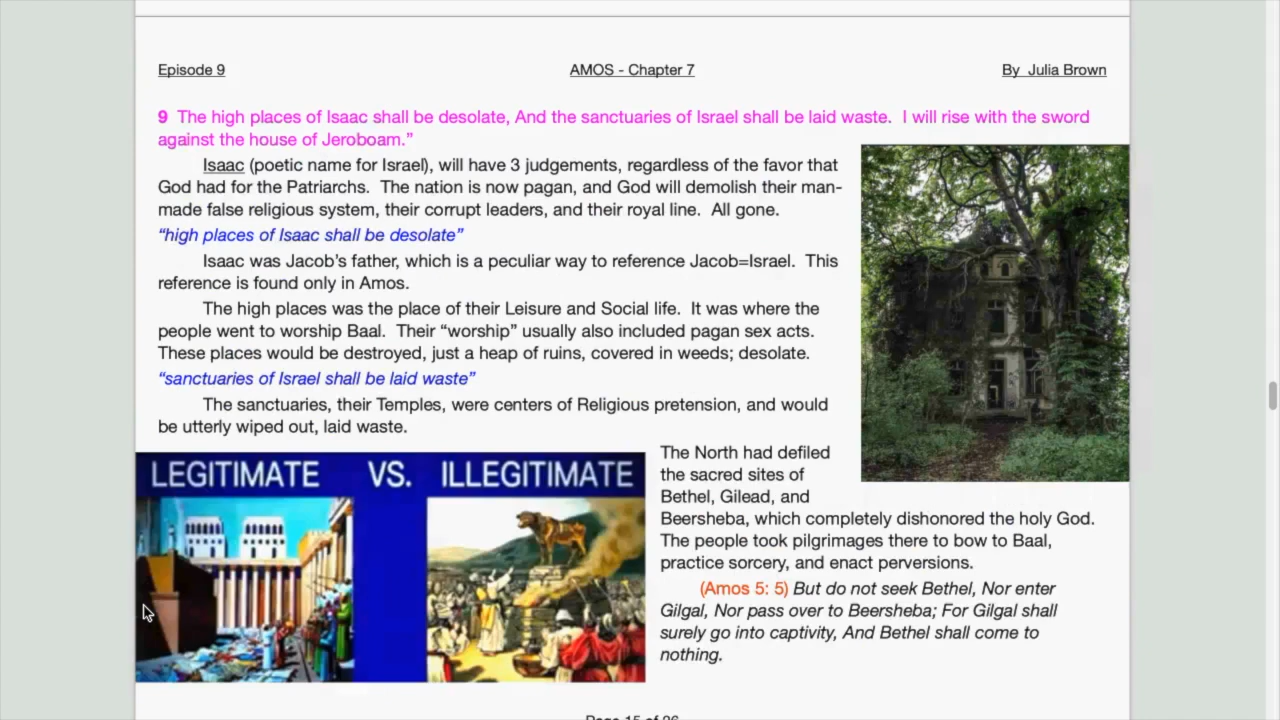 Episode 9
AMOS - Chapter 7
By Julia Brown
9 The high places of Isaac shall be desolate, And the sanctuaries of Israel shall be laid waste. I will rise with the sword
against the house of Jeroboam.”
Isaac (poetic name for Israel), will have 3 judgements, regardless of the favor that
God had for the Patriarchs. The nation is now pagan, and God will demolish their man-
made false religious system, their corrupt leaders, and their royal line. All gone.
“high places of Isaac shall be desolate”
Isaac was Jacob’s father, which is a peculiar way to reference Jacob=Israel. This
reference is found only in Amos.
The high places was the place of their Leisure and Social life. It was where the
people went to worship Baal. Their “worship” usually also included pagan sex acts.
These places would be destroyed, just a heap of ruins, covered in weeds; desolate.
“sanctuaries of Israel shall be laid waste”
The sanctuaries, their Temples, were centers of Religious pretension, and would
be utterly wiped out, laid waste.
LEGITIMATE VS. ILLEGITIMATE
The North had defiled
the sacred sites of
Bethel, Gilead, and
Beersheba, which completely dishonored the holy God.
The people took pilgrimages there to bow to Baal,
practice sorcery, and enact perversions.
(Amos 5: 5) But do not seek Bethel, Nor enter
Gilgal, Nor pass over to Beersheba; For Gilgal shall
surely go into captivity, And Bethel shall come to
nothing.